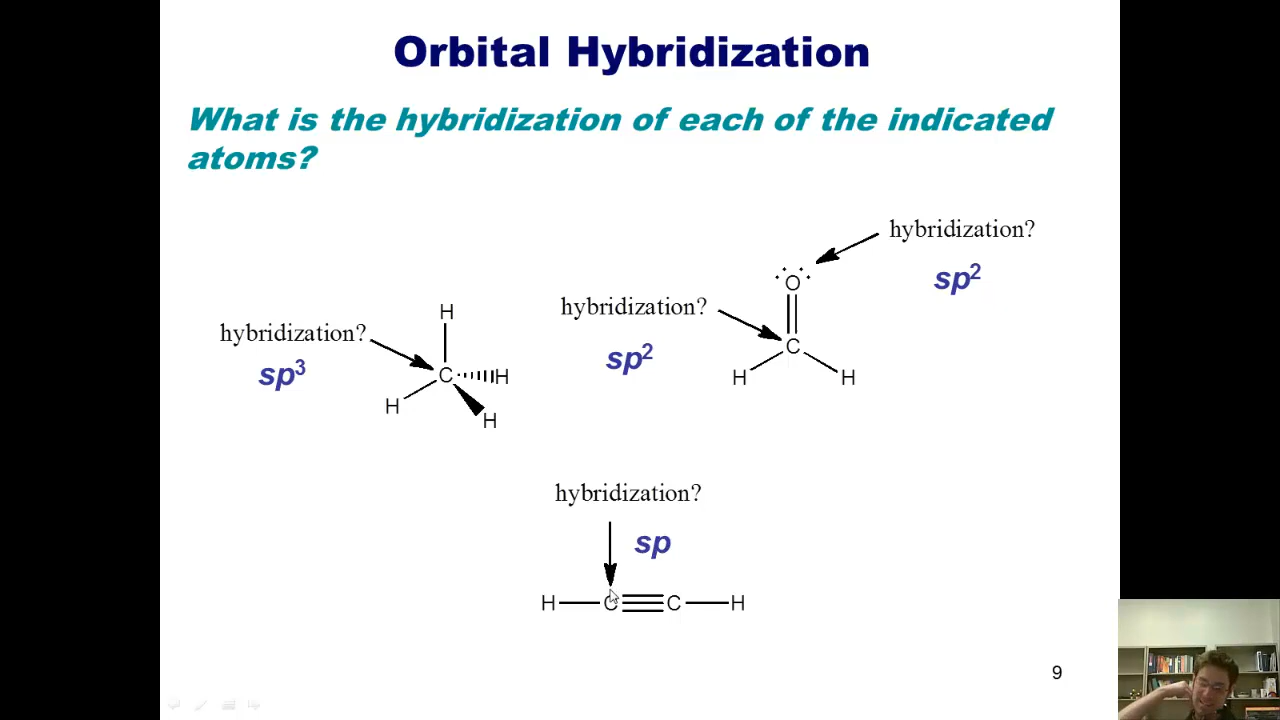 Orbital Hybridization
What is the hybridization of each of the indicated
atoms?
hybridization?
sp3
H
C
H
H
H
hybridization?
sp2
hybridization?
sp2
O
C
H
H
hybridization?
sp
H C C H
9